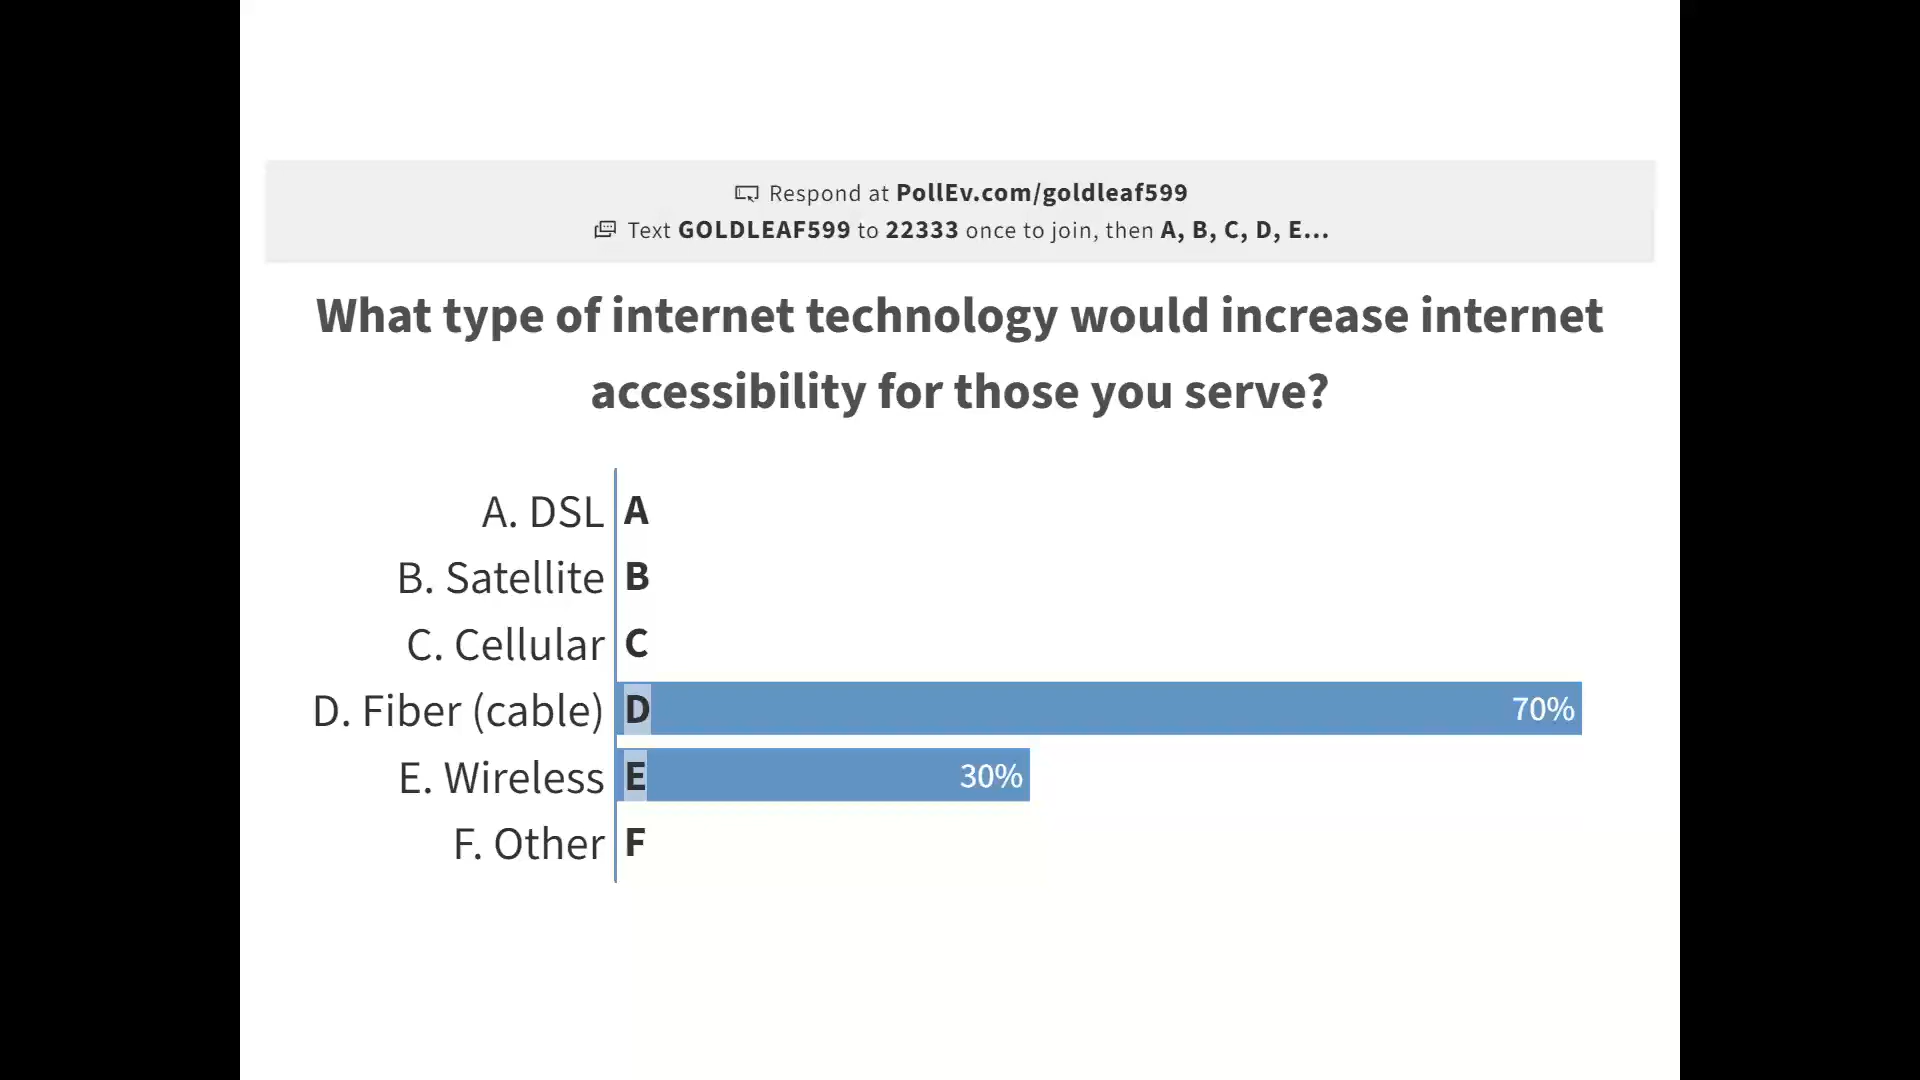 Respond at PollEv.com/goldleaf599
Text GOLDLEAF599 to 22333 once to join, then A, B, C, D, E...
What type of internet technology would increase internet
accessibility for those you serve?
A. DSL A
B. Satellite B
C. Cellular C
D. Fiber (cable) D 70%
E. Wireless E 30%
F. Other F